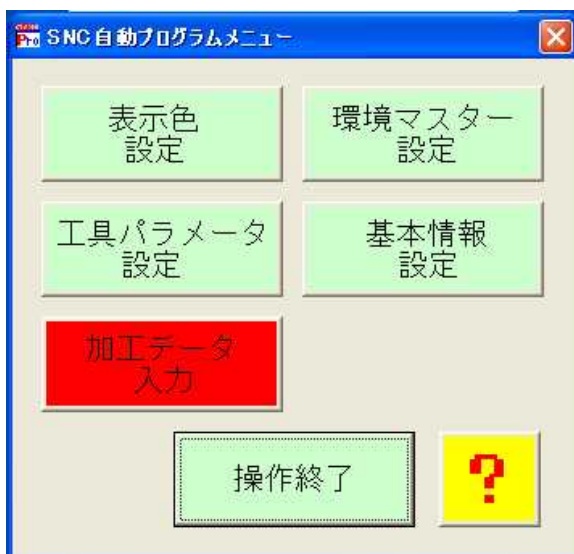 SNC自動プログラムメニュー
表示色
設定
環境マスター
設定
工具パラメータ
設定
基本情報
設定
加工データ
入力
操作終了
?